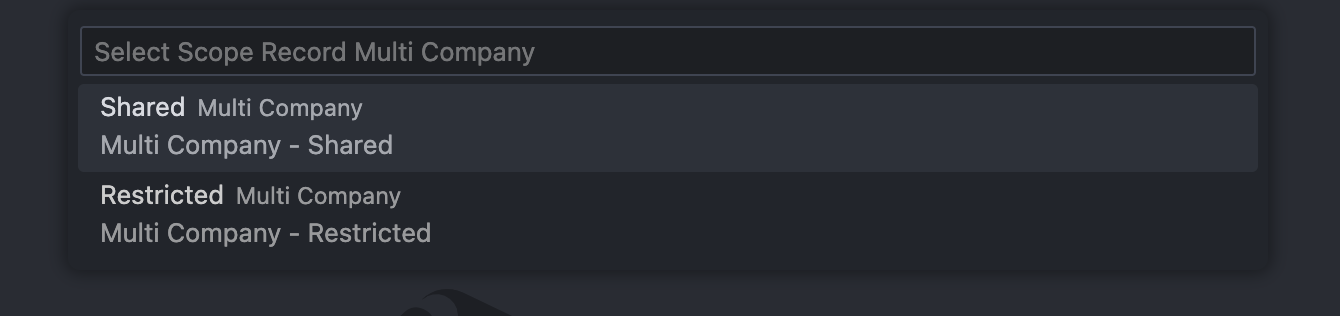 Select Scope Record Multi Company
Shared Multi Company
Multi Company - Shared
Restricted Multi Company
Multi Company - Restricted